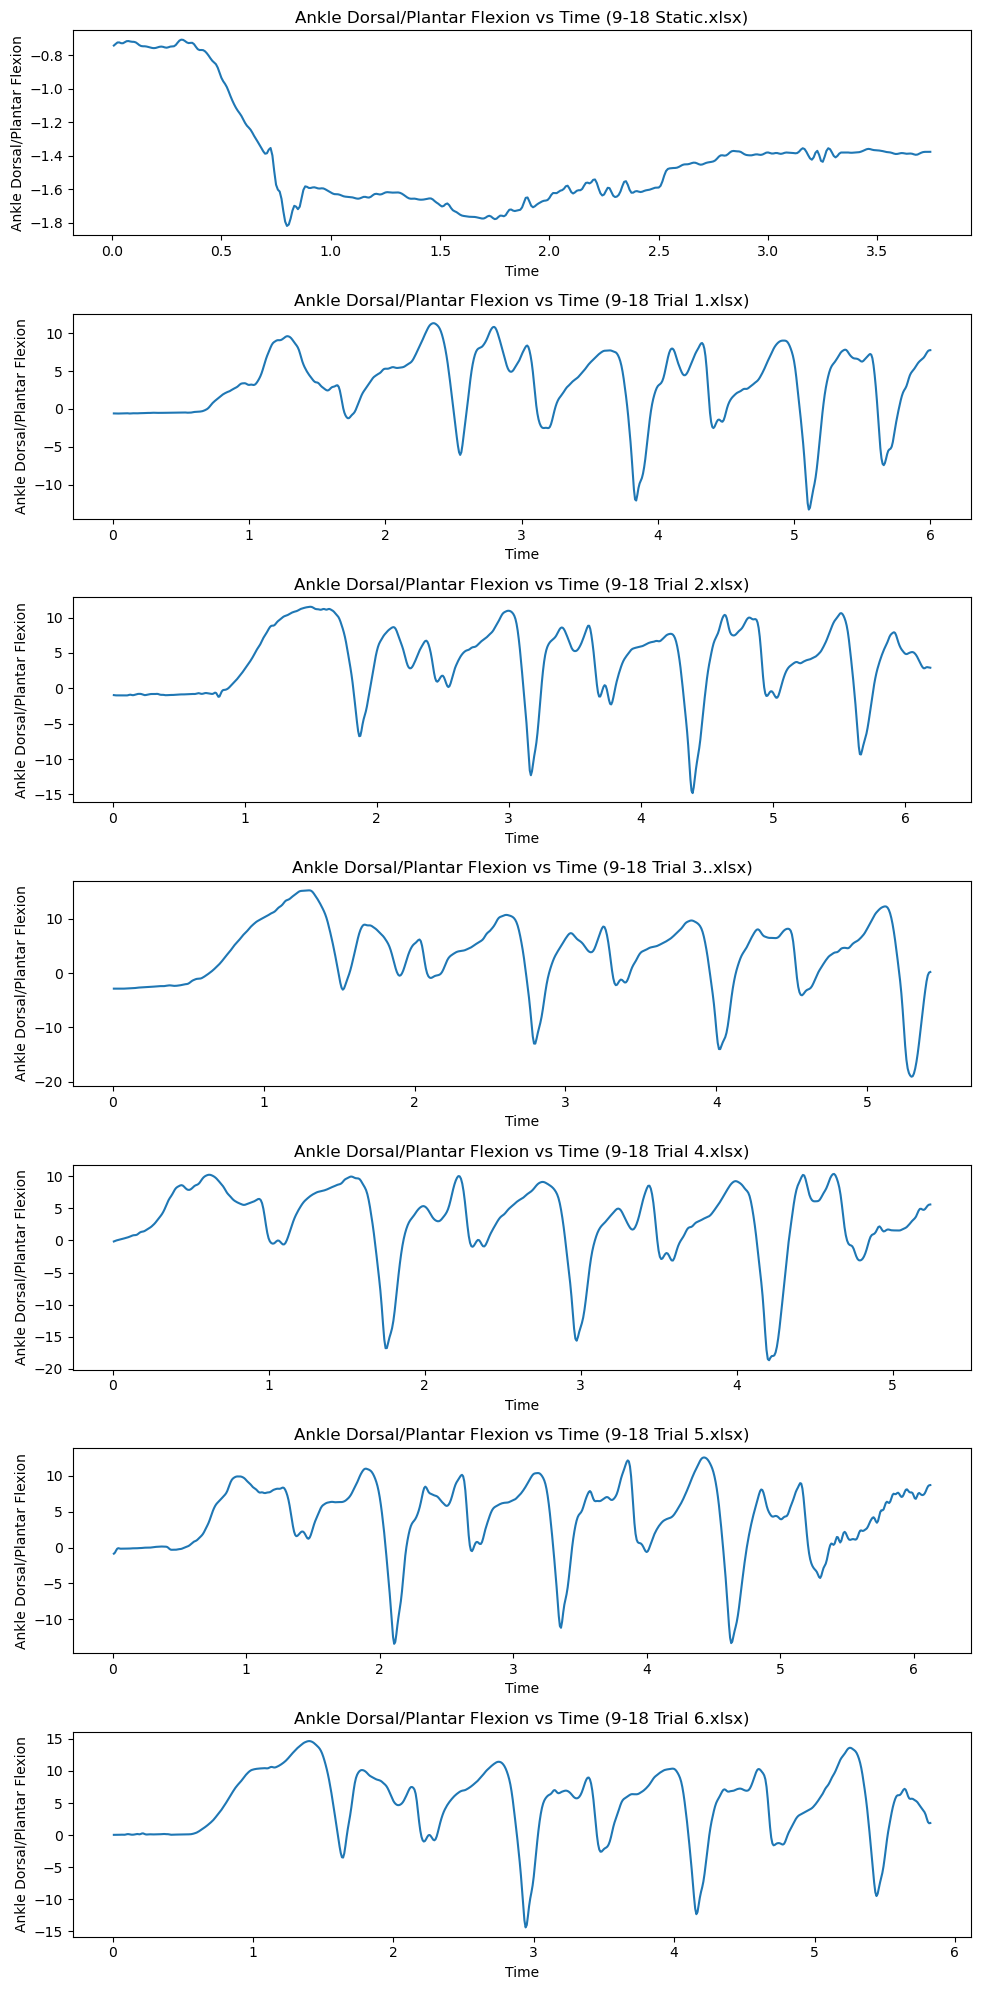 Ankle Dorsal/Plantar Flexion vs Time (9-18 Static.xlsx)
Ankle Dorsal/Plantar Flexion
−0.8
−1.0
−1.2
−1.4
−1.6
−1.8
0.0 0.5 1.0 1.5 2.0 2.5 3.0 3.5
Time
Ankle Dorsal/Plantar Flexion vs Time (9-18 Trial 1.xlsx)
Ankle Dorsal/Plantar Flexion
10
5
0
−5
−10
0 1 2 3 4 5 6
Time
Ankle Dorsal/Plantar Flexion vs Time (9-18 Trial 2.xlsx)
Ankle Dorsal/Plantar Flexion
10
5
0
−5
−10
−15
0 1 2 3 4 5 6
Time
Ankle Dorsal/Plantar Flexion vs Time (9-18 Trial 3..xlsx)
Ankle Dorsal/Plantar Flexion
10
0
−10
−20
0 1 2 3 4 5
Time
Ankle Dorsal/Plantar Flexion vs Time (9-18 Trial 4.xlsx)
Ankle Dorsal/Plantar Flexion
10
5
0
−5
−10
−15
−20
0 1 2 3 4 5
Time
Ankle Dorsal/Plantar Flexion vs Time (9-18 Trial 5.xlsx)
Ankle Dorsal/Plantar Flexion
10
5
0
−5
−10
0 1 2 3 4 5 6
Time
Ankle Dorsal/Plantar Flexion vs Time (9-18 Trial 6.xlsx)
Ankle Dorsal/Plantar Flexion
15
10
5
0
−5
−10
−15
0 1 2 3 4 5 6
Time